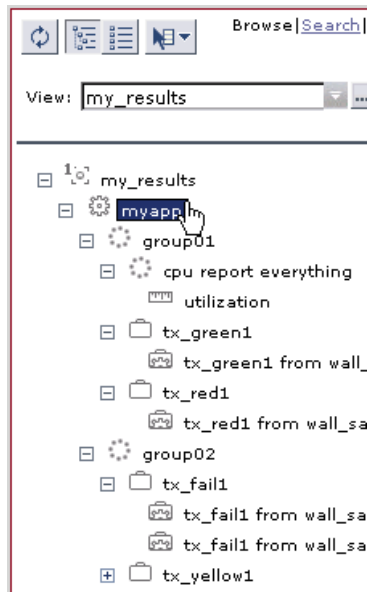 Browse|Search|
View: my_results ...
1 my_results
myapp
group01
cpu report everything
utilization
tx_green1
tx_green1 from wall_
tx_red1
tx_red1 from wall_sa
group02
tx_fail1
tx_fail1 from wall_sa
tx_fail1 from wall_sa
tx_yellow1